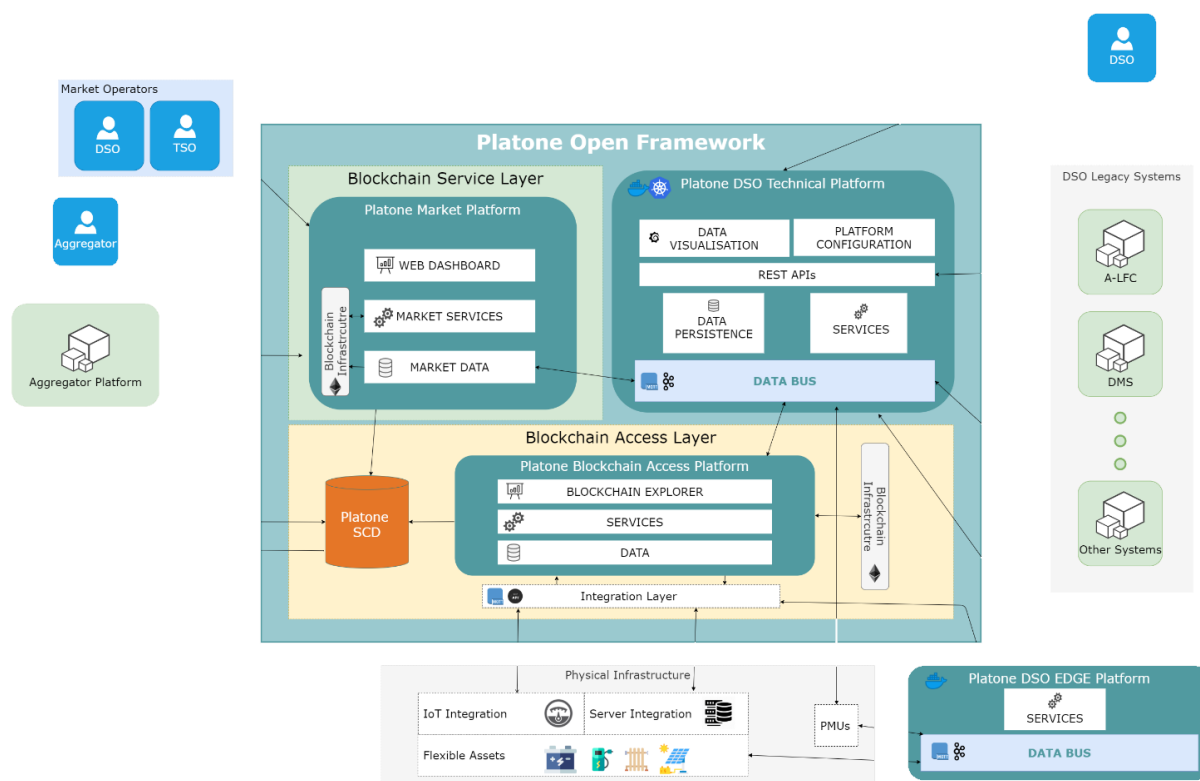 DSO
Market Operators
DSO
TSO
Aggregator
Aggregator Platform
Platone Open Framework
Blockchain Service Layer
Platone Market Platform
WEB DASHBOARD
MARKET SERVICES
MARKET DATA
Blockchain
Infrastrcutre
Platone DSO Technical Platform
DATA
VISUALISATION
PLATFORM
CONFIGURATION
REST APIs
DATA
PERSISTENCE
SERVICES
DATA BUS
Blockchain Access Layer
Platone
SCD
Platone Blockchain Access Platform
BLOCKCHAIN EXPLORER
SERVICES
DATA
Blockchain
Infrastrcutre
Integration Layer
DSO Legacy Systems
A-LFC
DMS
Other Systems
Physical Infrastructure
IoT Integration
Server Integration
Flexible Assets
PMUs
Platone DSO EDGE Platform
SERVICES
DATA BUS